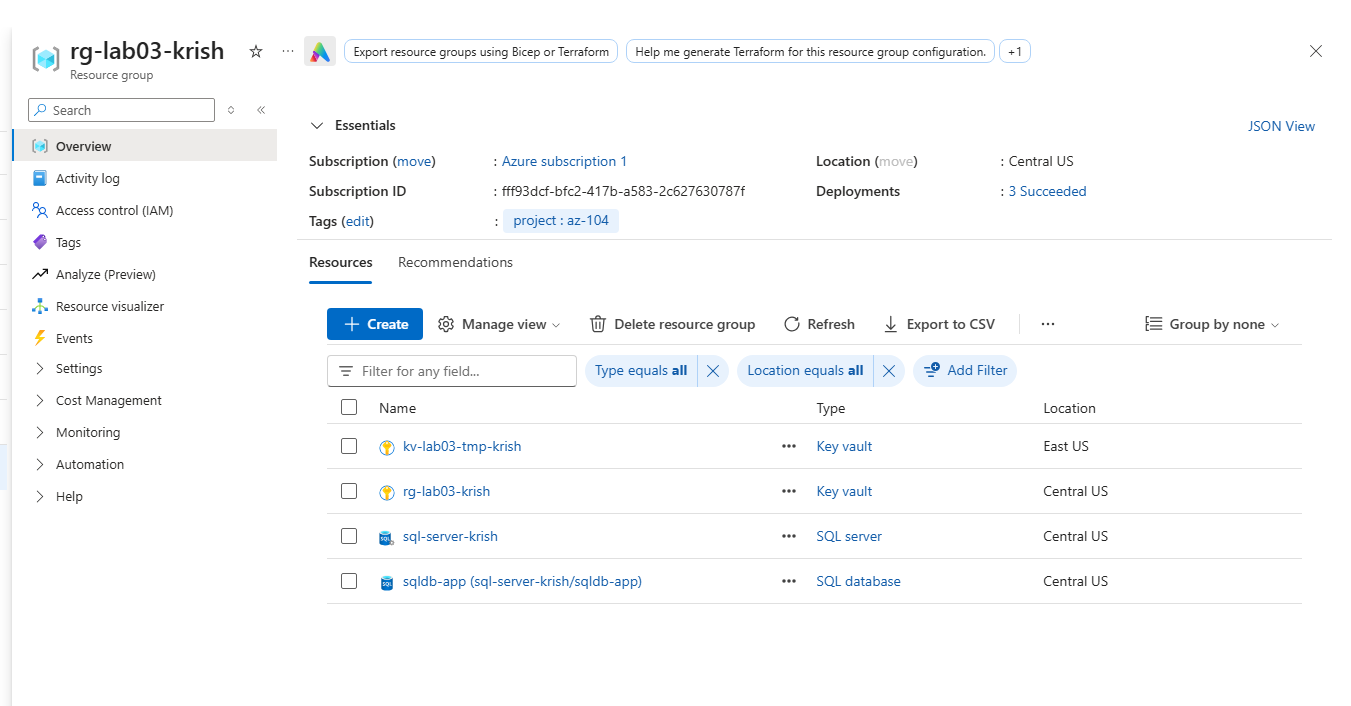 rg-lab03-krish
Resource group
Export resource groups using Bicep or Terraform
Help me generate Terraform for this resource group configuration.
+1
Search
Overview
Activity log
Access control (IAM)
Tags
Analyze (Preview)
Resource visualizer
Events
Settings
Cost Management
Monitoring
Automation
Help
Essentials
JSON View
Subscription (move) : Azure subscription 1
Location (move) : Central US
Subscription ID : fff93dcf-bfc2-417b-a583-2c627630787f
Deployments : 3 Succeeded
Tags (edit) : project : az-104
Resources Recommendations
Create Manage view Delete resource group Refresh Export to CSV Group by none
Filter for any field... Type equals all Location equals all Add Filter
Name Type Location
kv-lab03-tmp-krish Key vault East US
rg-lab03-krish Key vault Central US
sql-server-krish SQL server Central US
sqldb-app (sql-server-krish/sqldb-app) SQL database Central US